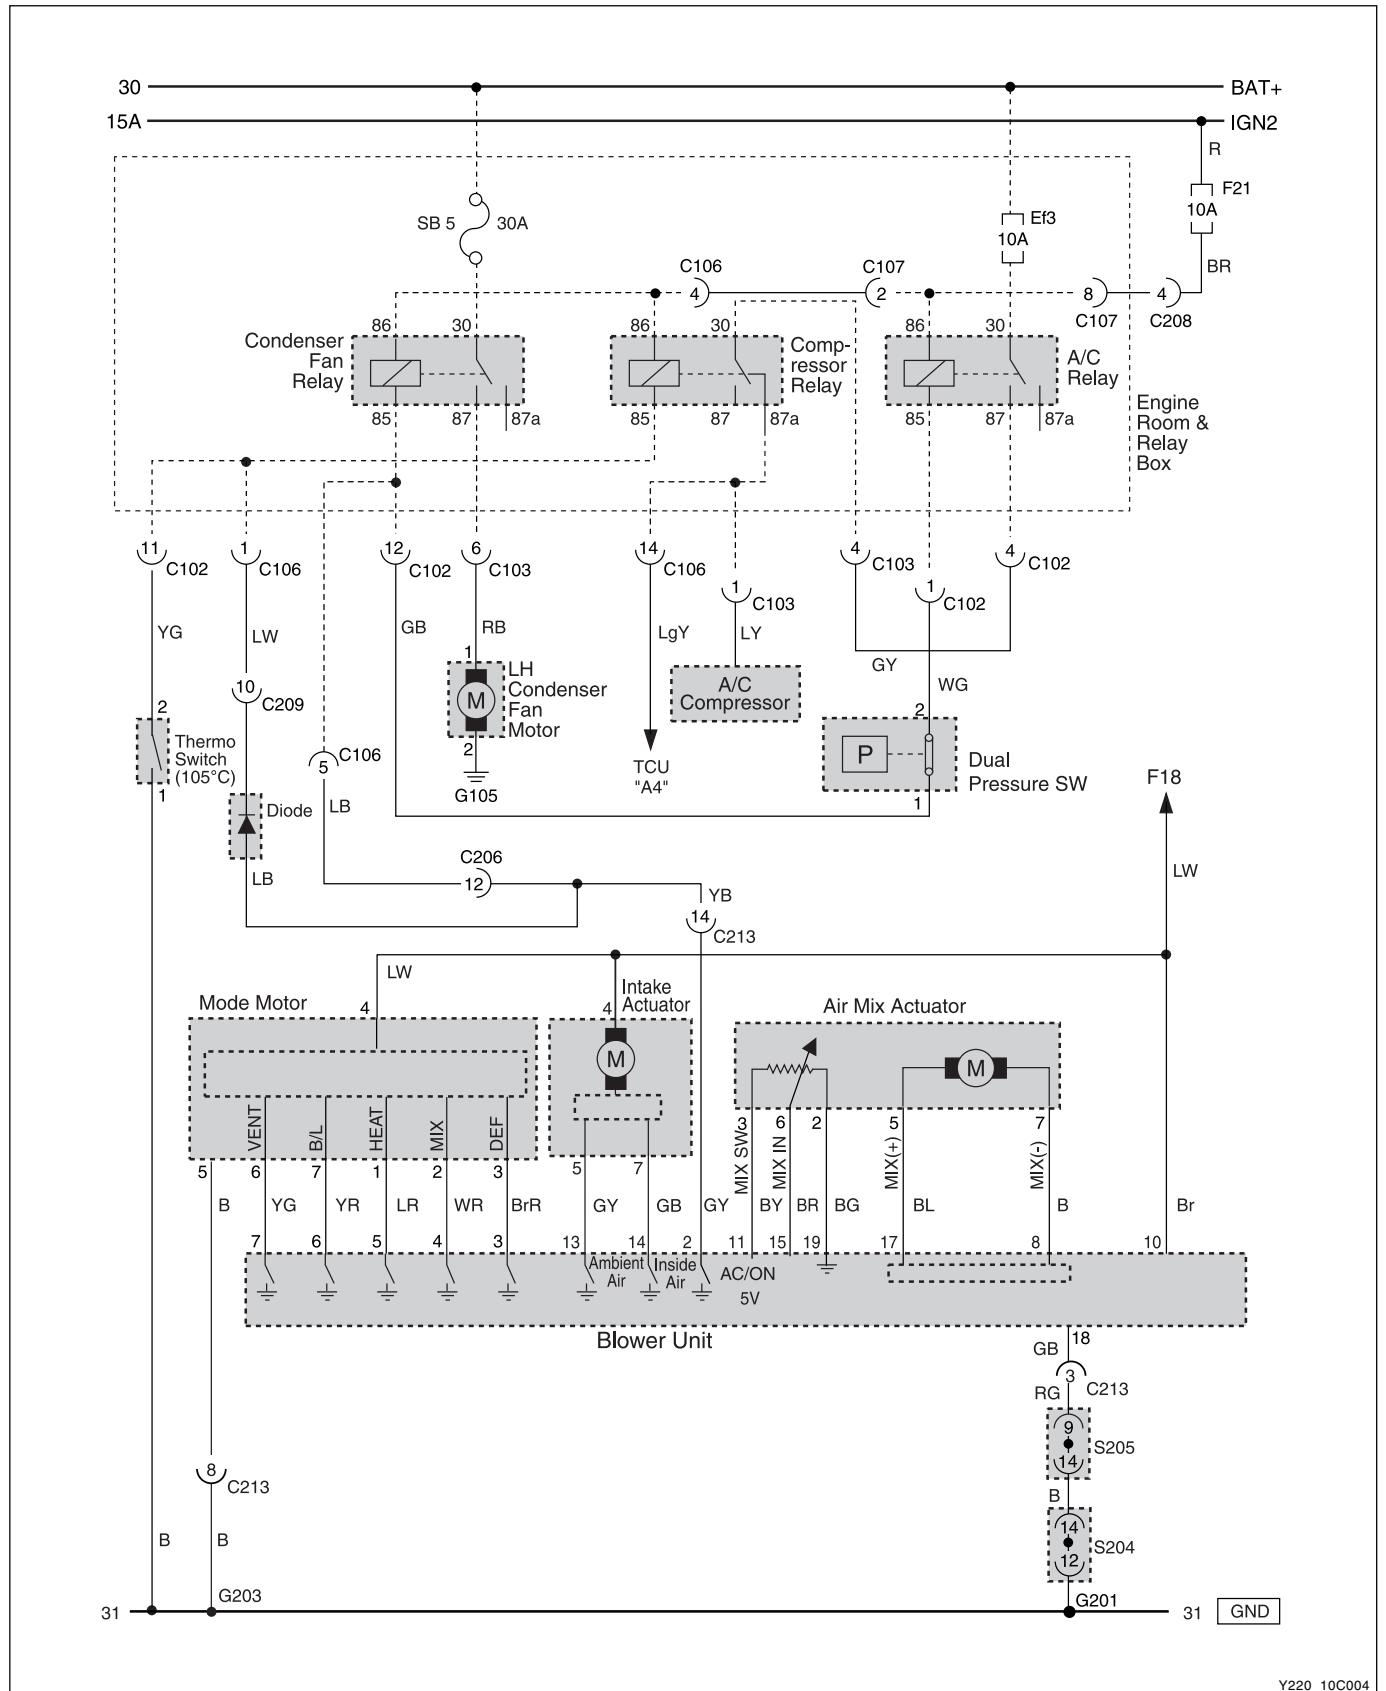 30 BAT+
15A IGN2
R
F21
10A
BR
SB 5 30A
Ef3
10A
C106
4
C107
2
8
C107
4
C208
Condenser
Fan
Relay
86 30
85 87 87a
Comp-
ressor
Relay
86 30
85 87 87a
A/C
Relay
86 30
85 87 87a
Engine
Room &
Relay
Box
11
C102
1
C106
12
C102
6
C103
14
C106
1
C103
4
C103
1
C102
4
C102
YG
LW
GB
RB
LgY
LY
GY
WG
10
C209
2
Thermo
Switch
(105°C)
1
Diode
LB
5
C106
LB
1
M
LH
Condenser
Fan
Motor
2
G105
TCU
"A4"
A/C
Compressor
2
P
Dual
Pressure SW
1
F18
LW
C206
12
YB
14
C213
LW
Mode Motor
4
VENT B/L HEAT MIX DEF
5 6 7 1 2 3
B YG YR LR WR BrR
Intake
Actuator
4
M
5 7
GY GB GY
Air Mix Actuator
M
3 6 2 5 7
MIX SW MIX IN MIX(+) MIX(-)
BY BR BG BL B Br
7 6 5 4 3 13 14 2 11 15 19 17 8 10
Ambient
Air
Inside
Air
AC/ON
5V
Blower Unit
18
GB
3
C213
RG
9
14
S205
B
14
12
S204
8
C213
B
B
G203
G201
31 31 GND
Y220_10C004